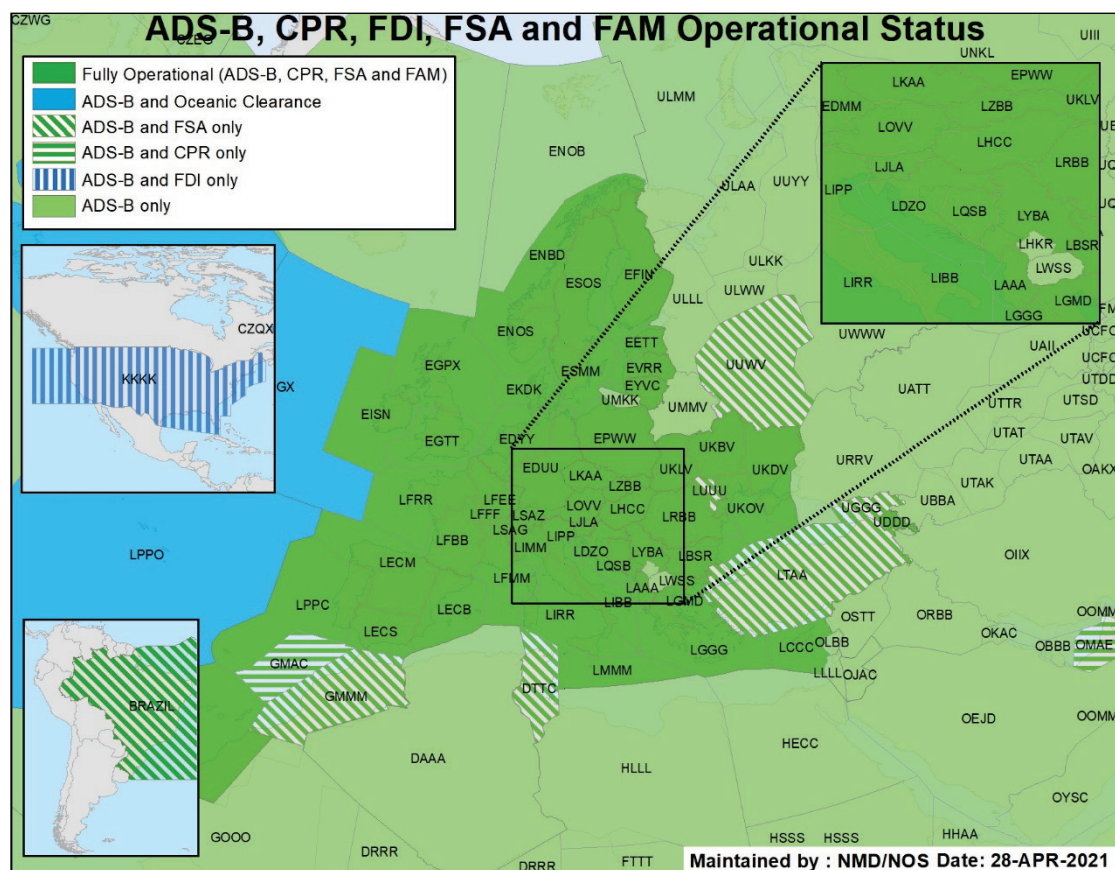 ADS-B, CPR, FDI, FSA and FAM Operational Status
CZWG
CZEG
UIII
UNKL
Fully Operational (ADS-B, CPR, FSA and FAM)
ADS-B and Oceanic Clearance
ADS-B and FSA only
ADS-B and CPR only
ADS-B and FDI only
ADS-B only
LKAA
EPWW
EDMM
LZBB
UKLV
LOVV
LHCC
LJLA
LRBB
LIPP
LDZO
LQSB
LYBA
LHKR
LBSR
LWSS
LIRR
LIBB
LAAA
LGMD
LGGG
ULMM
ENOB
ULAA
UUYY
ENBD
ULKK
ESOS
EFIN
ULLL
ULWW
CZQX
KKKK
GX
ENOS
EETT
UWWW
UAII
UCFO
UCFO
EGPX
ESMM
EVRR
UUWV
EKDK
EYVC
UATT
UTDD
EISN
UMKK
UMMV
UTTR
UTSD
EGTT
EDYY
EPWW
UKBV
UTAT
UTAV
EDUU
LKAA
UKLV
UKDV
URRV
UTAA
OAKX
LFRR
LFEE
LZBB
LUUU
UTAK
LFFF
LSAZ
LOVV
LHCC
UKOV
UGGG
UBBA
LSAG
LJLA
LRBB
UDDD
LPPO
LFBB
LIMM
LIPP
LECM
LDZO
LYBA
LBSR
OIIX
LFMM
LQSB
LWSS
LTAA
LAAA
LPPC
LECB
LIBB
LGMD
LIRR
OSTT
ORBB
OOMM
LECS
OLBB
OKAC
OBBB
OMAE
GMAC
LGGG
LCCC
LMMM
LLLL
OJAC
BRAZIL
GMMM
DTTC
OEJD
OOMM
DAAA
HLLL
HECC
OYSC
GOOO
DRRR
DRRR
FTTT
HSSS
HSSS
HHAA
Maintained by : NMD/NOS Date: 28-APR-2021